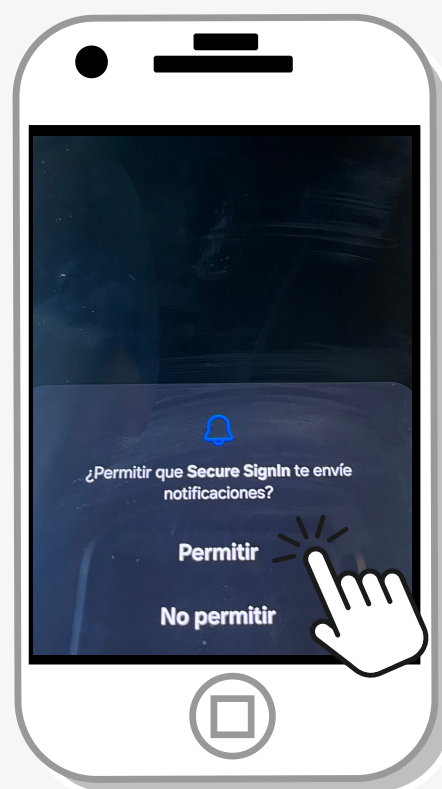 ¿Permitir que Secure SignIn te envíe
notificaciones?
Permitir
No permitir